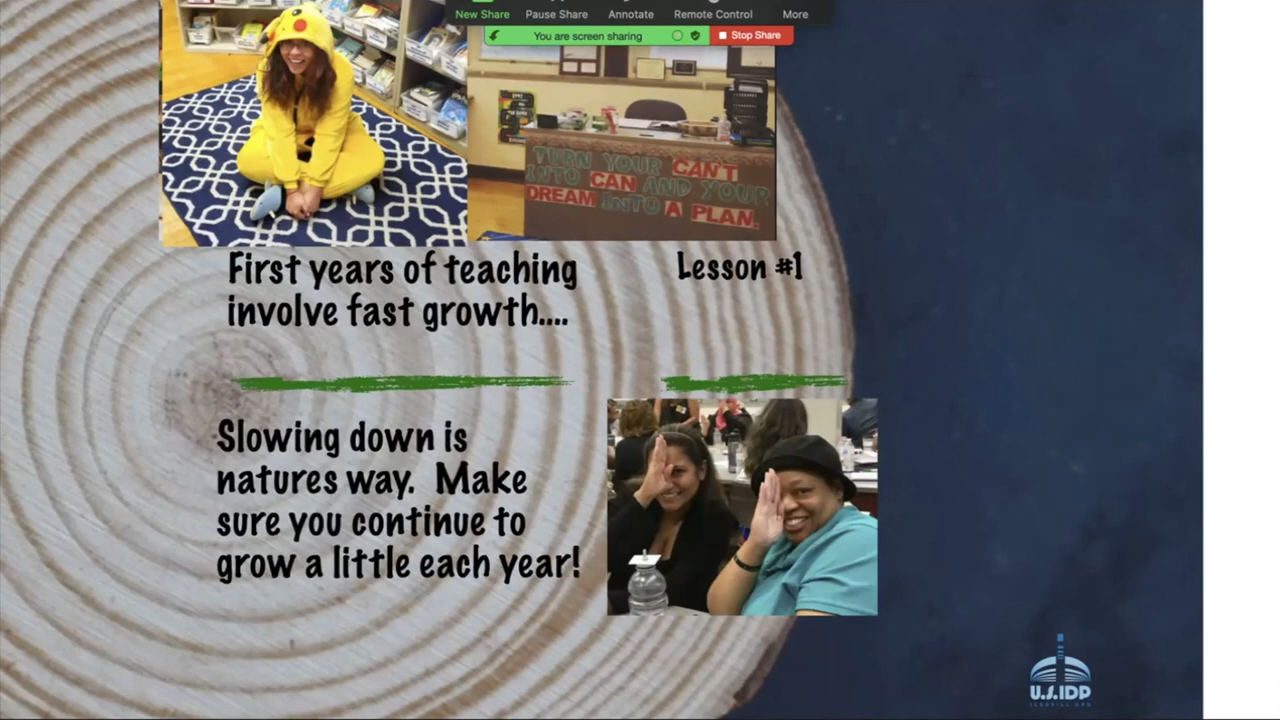 New Share Pause Share Annotate Remote Control More
You are screen sharing Stop Share
TURN YOUR CAN'T
INTO CAN AND YOUR
DREAM INTO A PLAN.
First years of teaching
involve fast growth....
Lesson #1
Slowing down is
natures way. Make
sure you continue to
grow a little each year!
U.S.IDP